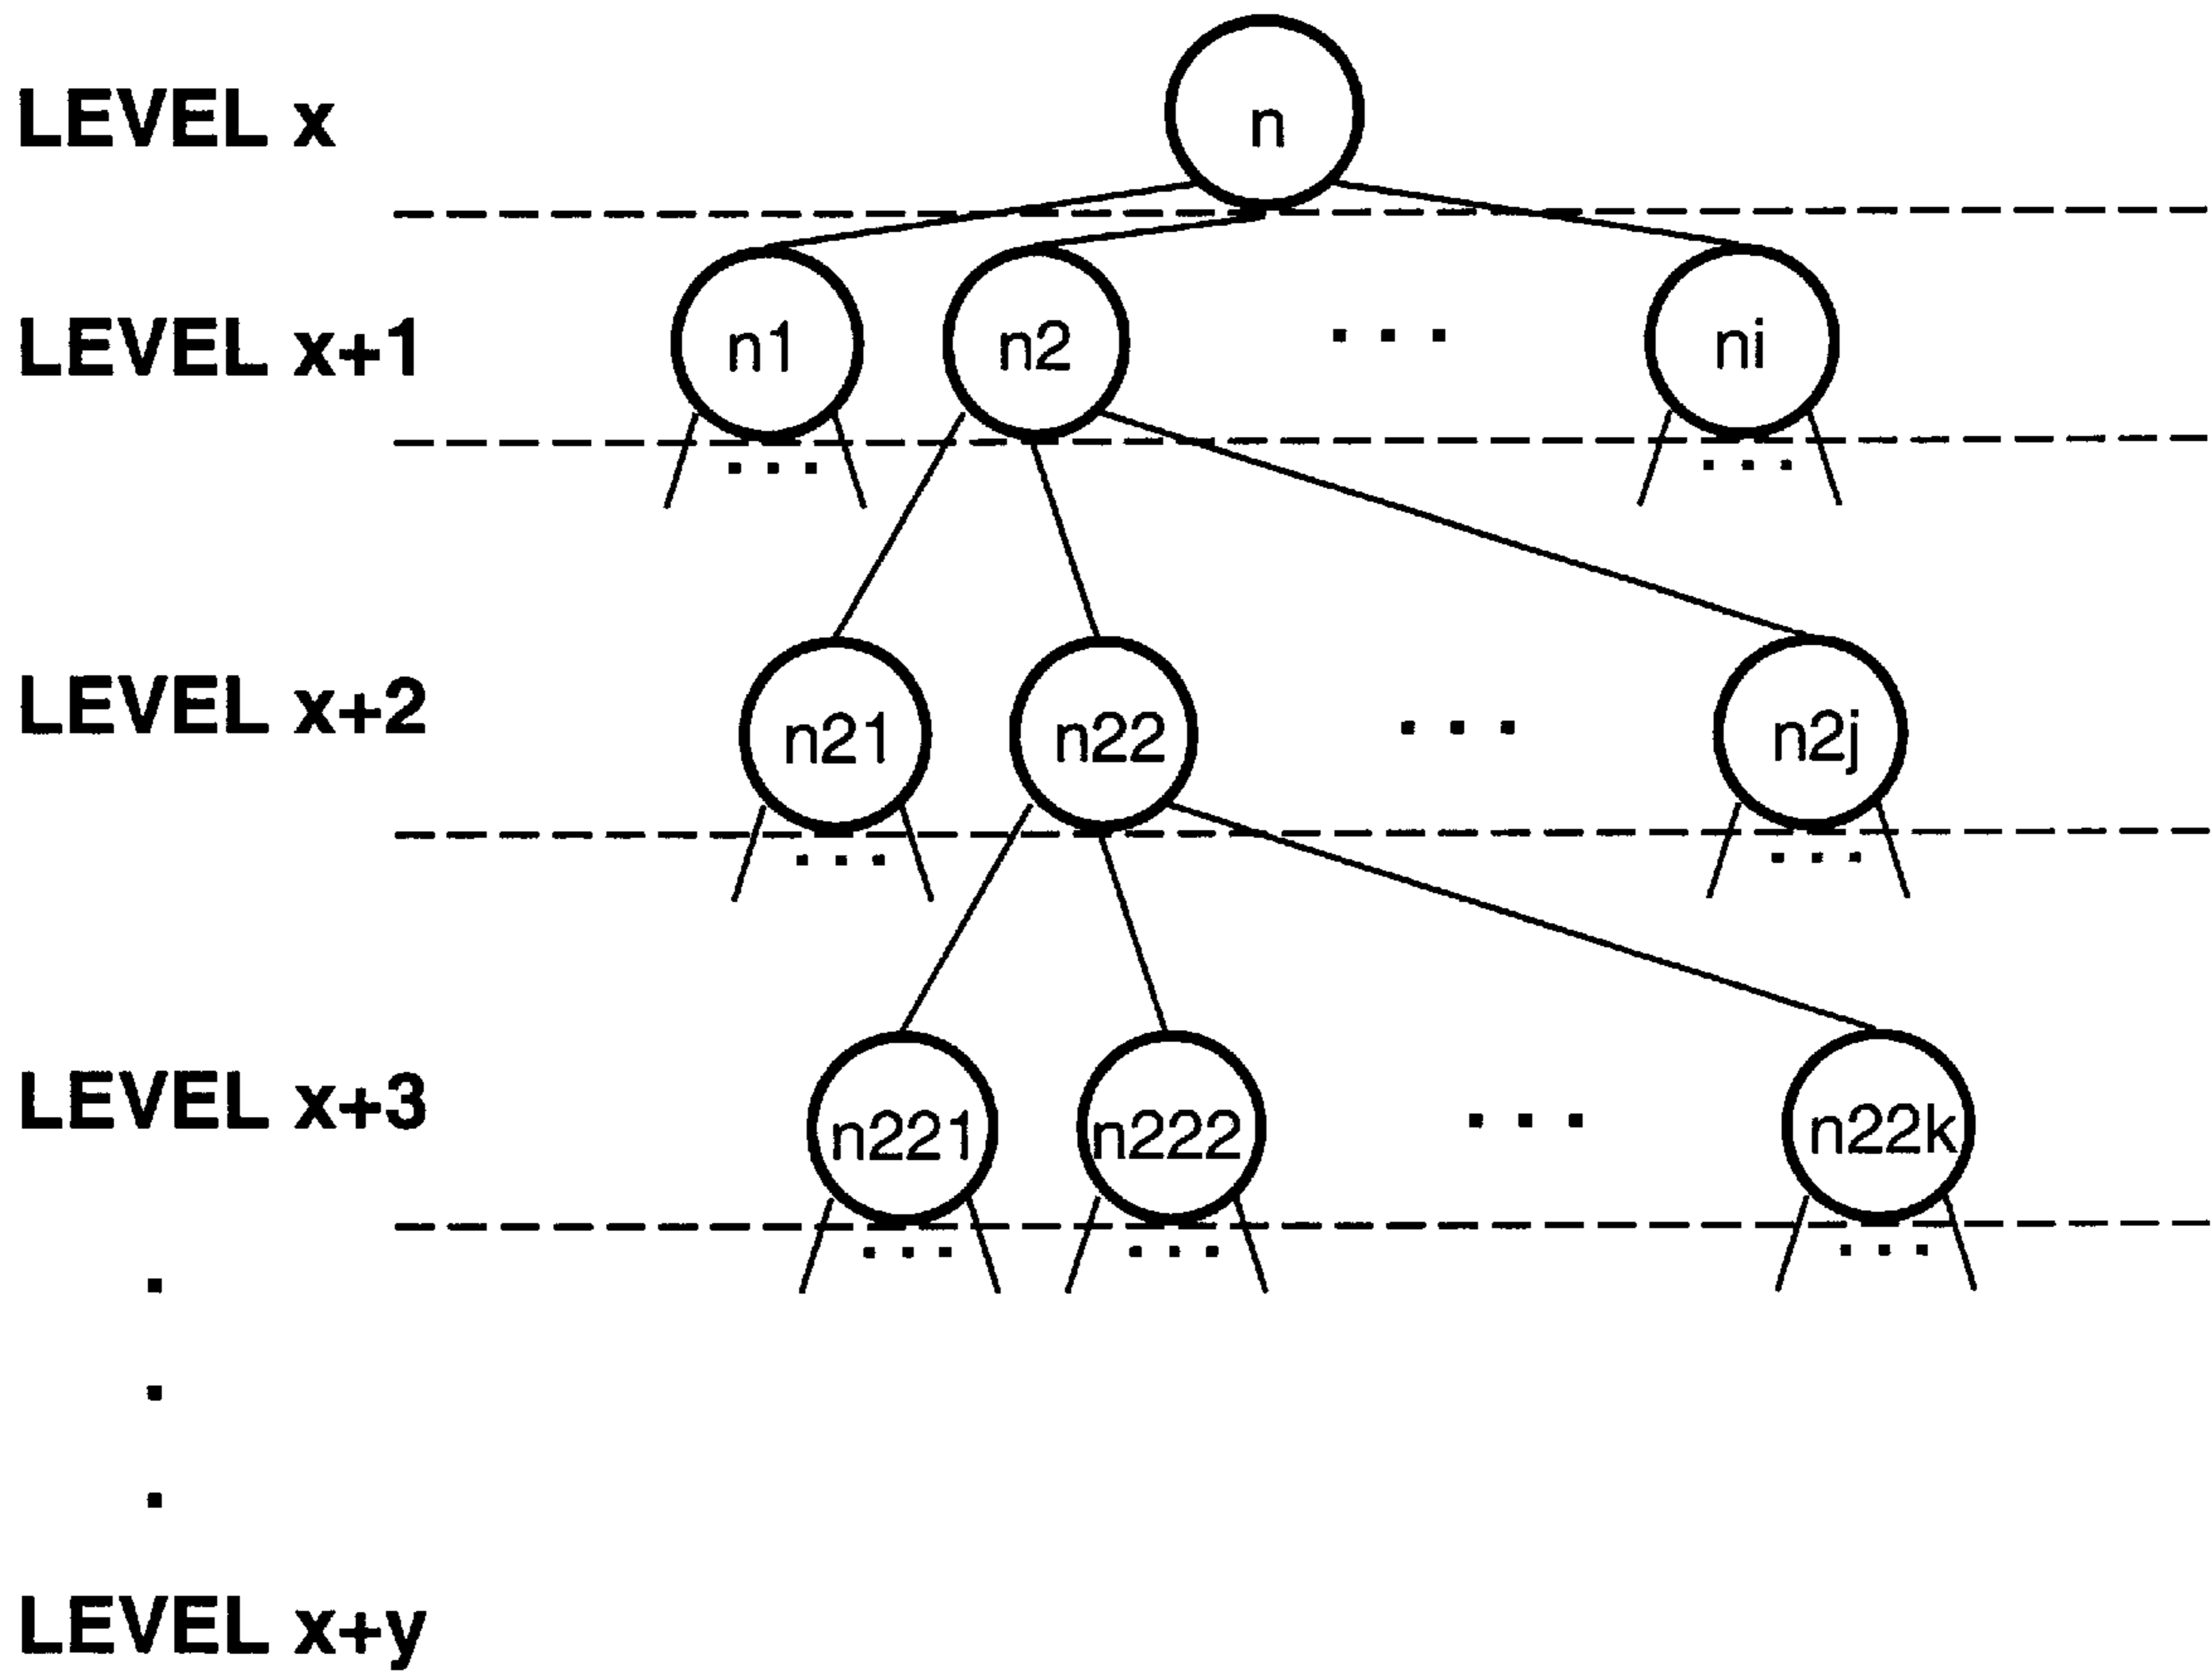 LEVEL x
n
LEVEL x+1
n1 n2 ... ni
... ...
LEVEL x+2
n21 n22 ... n2j
... ...
LEVEL x+3
n221 n222 ... n22k
... ... ...
.
.
.
LEVEL x+y